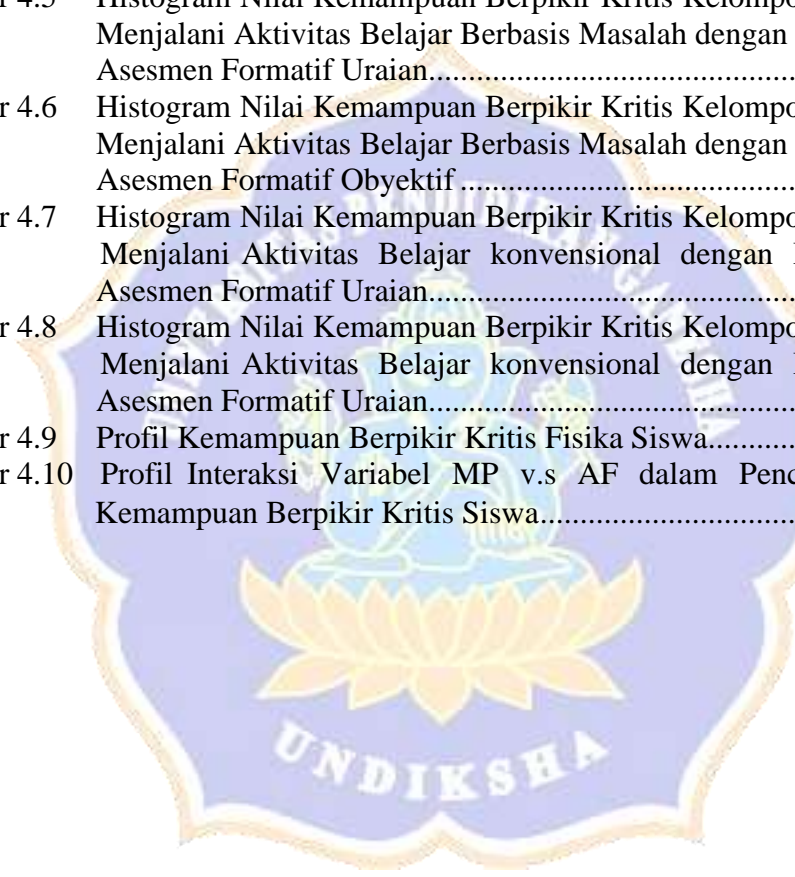 r 4.5 Histogram Nilai Kemampuan Berpikir Kritis
Menjalani Aktivitas Belajar Berbasis Masalah dengan
Asesmen Formatif Uraian
r 4.6 Histogram Nilai Kemampuan Berpikir Kritis Kelompo
Menjalani Aktivitas Belajar Berbasis Masalah dengan
Asesmen Formatif Obyektif
r 4.7 Histogram Nilai Kemampuan Berpikir Kritis Kelompo
Menjalani Aktivitas Belajar konvensional dengan
Asesmen Formatif Uraian
r 4.8 Histogram Nilai Kemampuan Berpikir Kritis Kelompo
Menjalani Aktivitas Belajar konvensional dengan
Asesmen Formatif Uraian
r 4.9 Profil Kemampuan Berpikir Kritis Fisika Siswa
r 4.10 Profil Interaksi Variabel MP v.s AF dalam Penc
Kemampuan Berpikir Kritis Siswa
UNDIKSHA